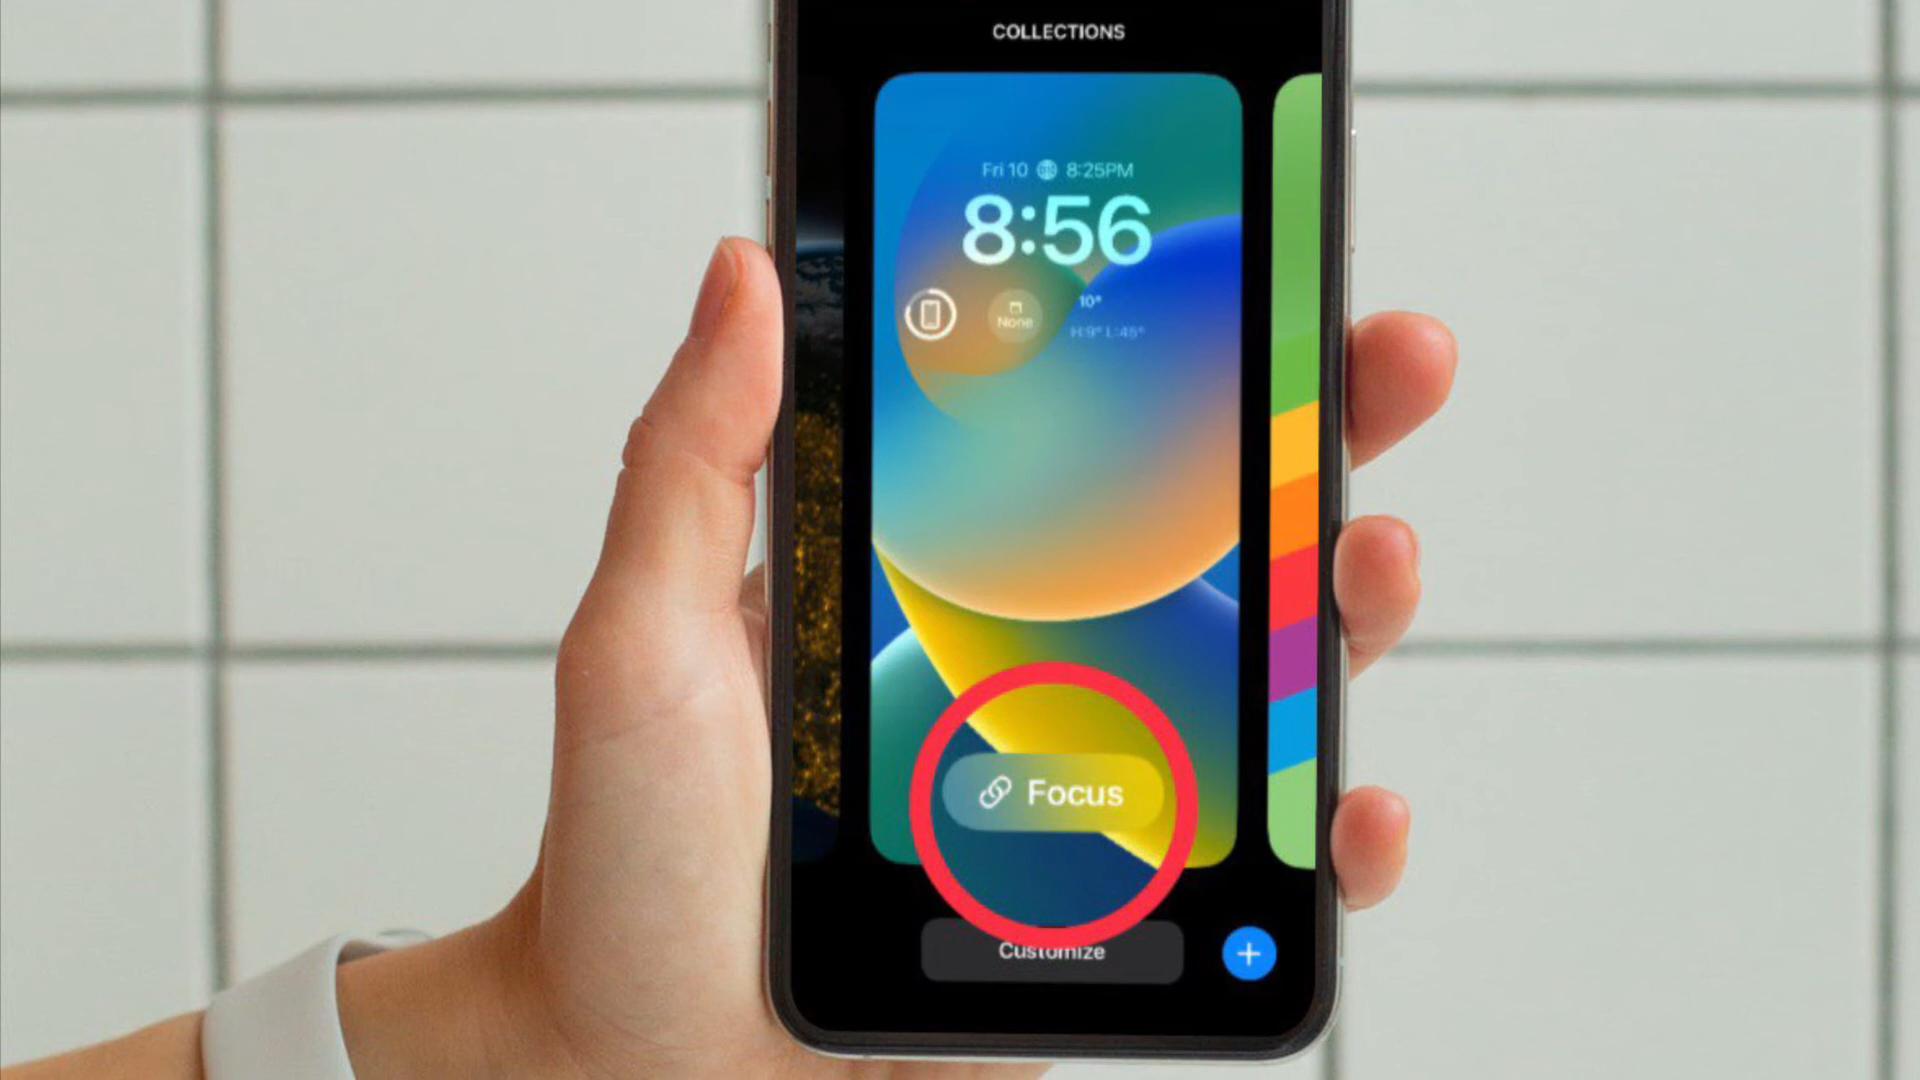 COLLECTIONS
Fri 10 8:25PM
8:56
None
10°
H:9° L:45°
Focus
Customize